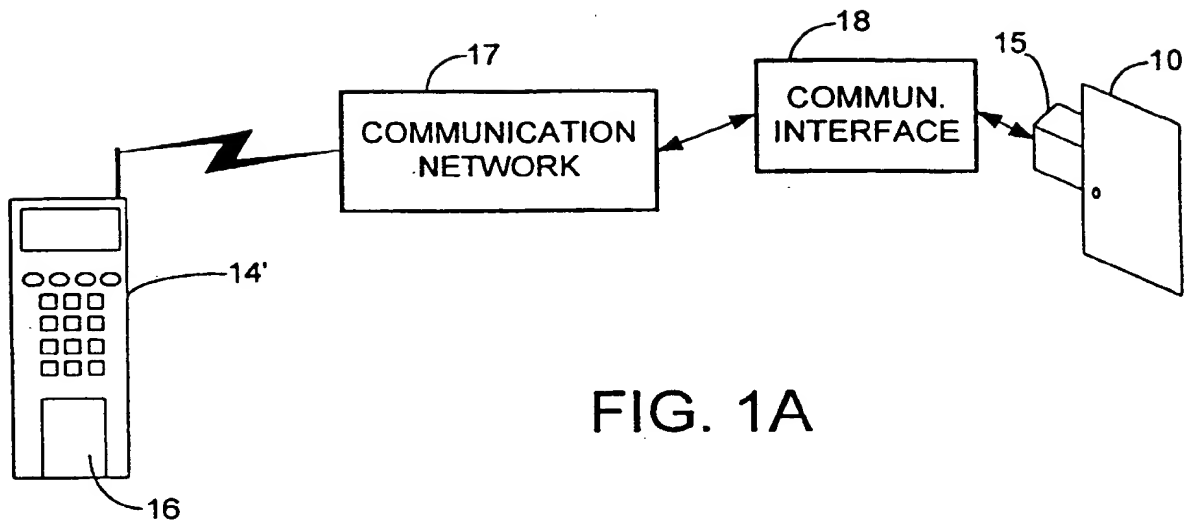 17
18
15
10
COMMUNICATION
NETWORK
COMMUN.
INTERFACE
14'
16
FIG. 1A